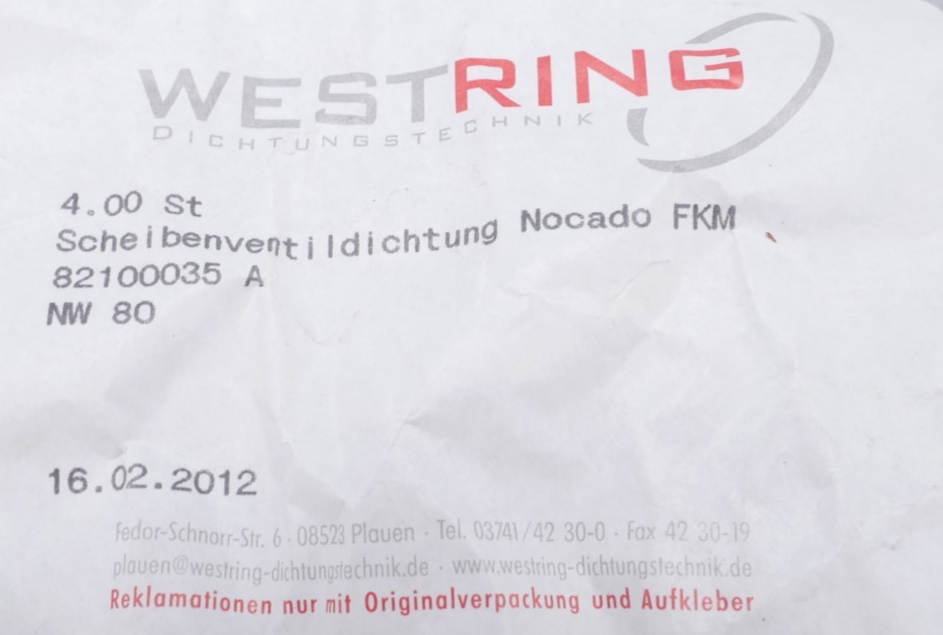 WESTRING
DICHTUNGSTECHNIK
4.00 St
Scheibenventildichtung Nocado FKM
82100035 A
NW 80
16.02.2012
Fedor-Schnorr-Str. 6 · 08523 Plauen · Tel. 03741/42 30-0 · Fax 42 30-19
plauen@westring-dichtungstechnik.de · www.westring-dichtungstechnik.de
Reklamationen nur mit Originalverpackung und Aufkleber